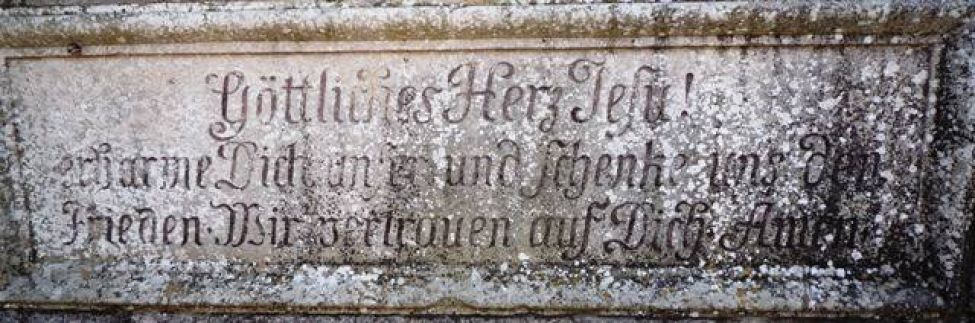 Göttliches Herz Jesu!
erbarme Dich unser und schenke uns den
Frieden. Wir vertrauen auf Dich. Amen.